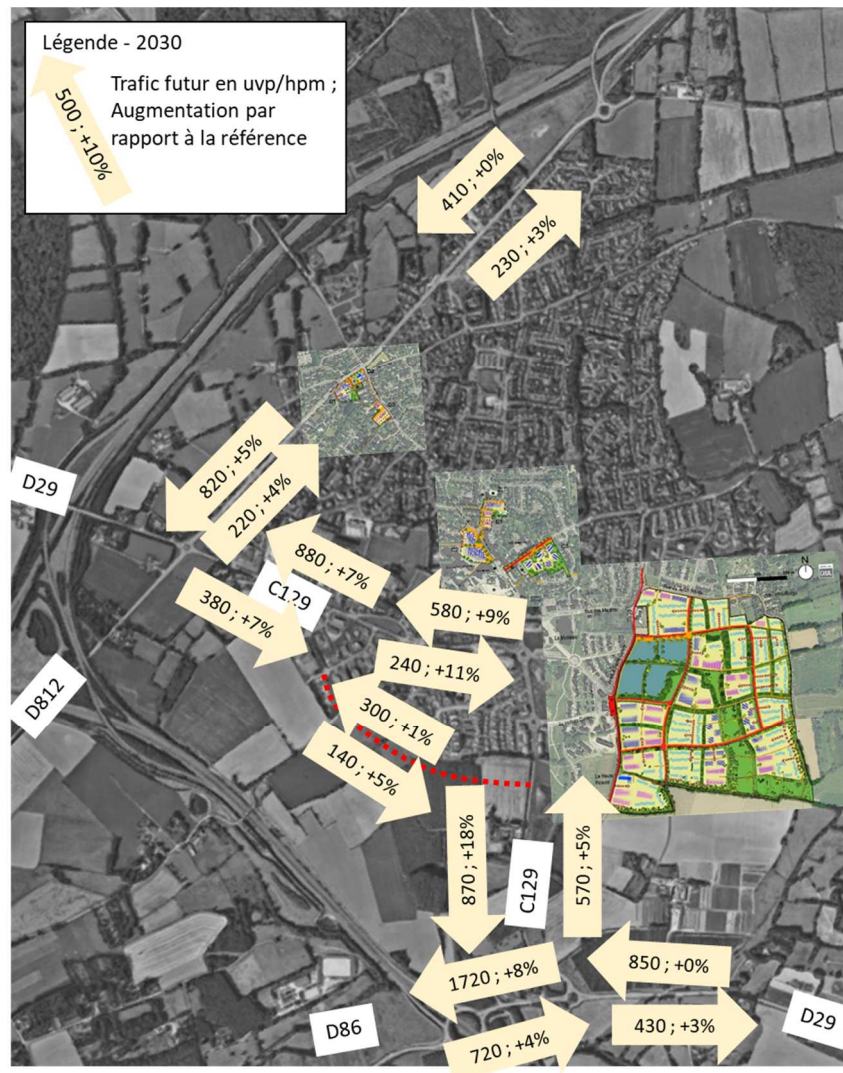 Légende - 2030
500 ; +10%
Trafic futur en uvp/hpm ;
Augmentation par
rapport à la référence
410 ; +0%
230 ; +3%
820 ; +5%
D29
220 ; +4%
880 ; +7%
C129
380 ; +7%
580 ; +9%
N
240 ; +11%
D812
300 ; +1%
140 ; +5%
870 ; +18%
C129
570 ; +5%
1720 ; +8%
850 ; +0%
D86
720 ; +4%
430 ; +3%
D29